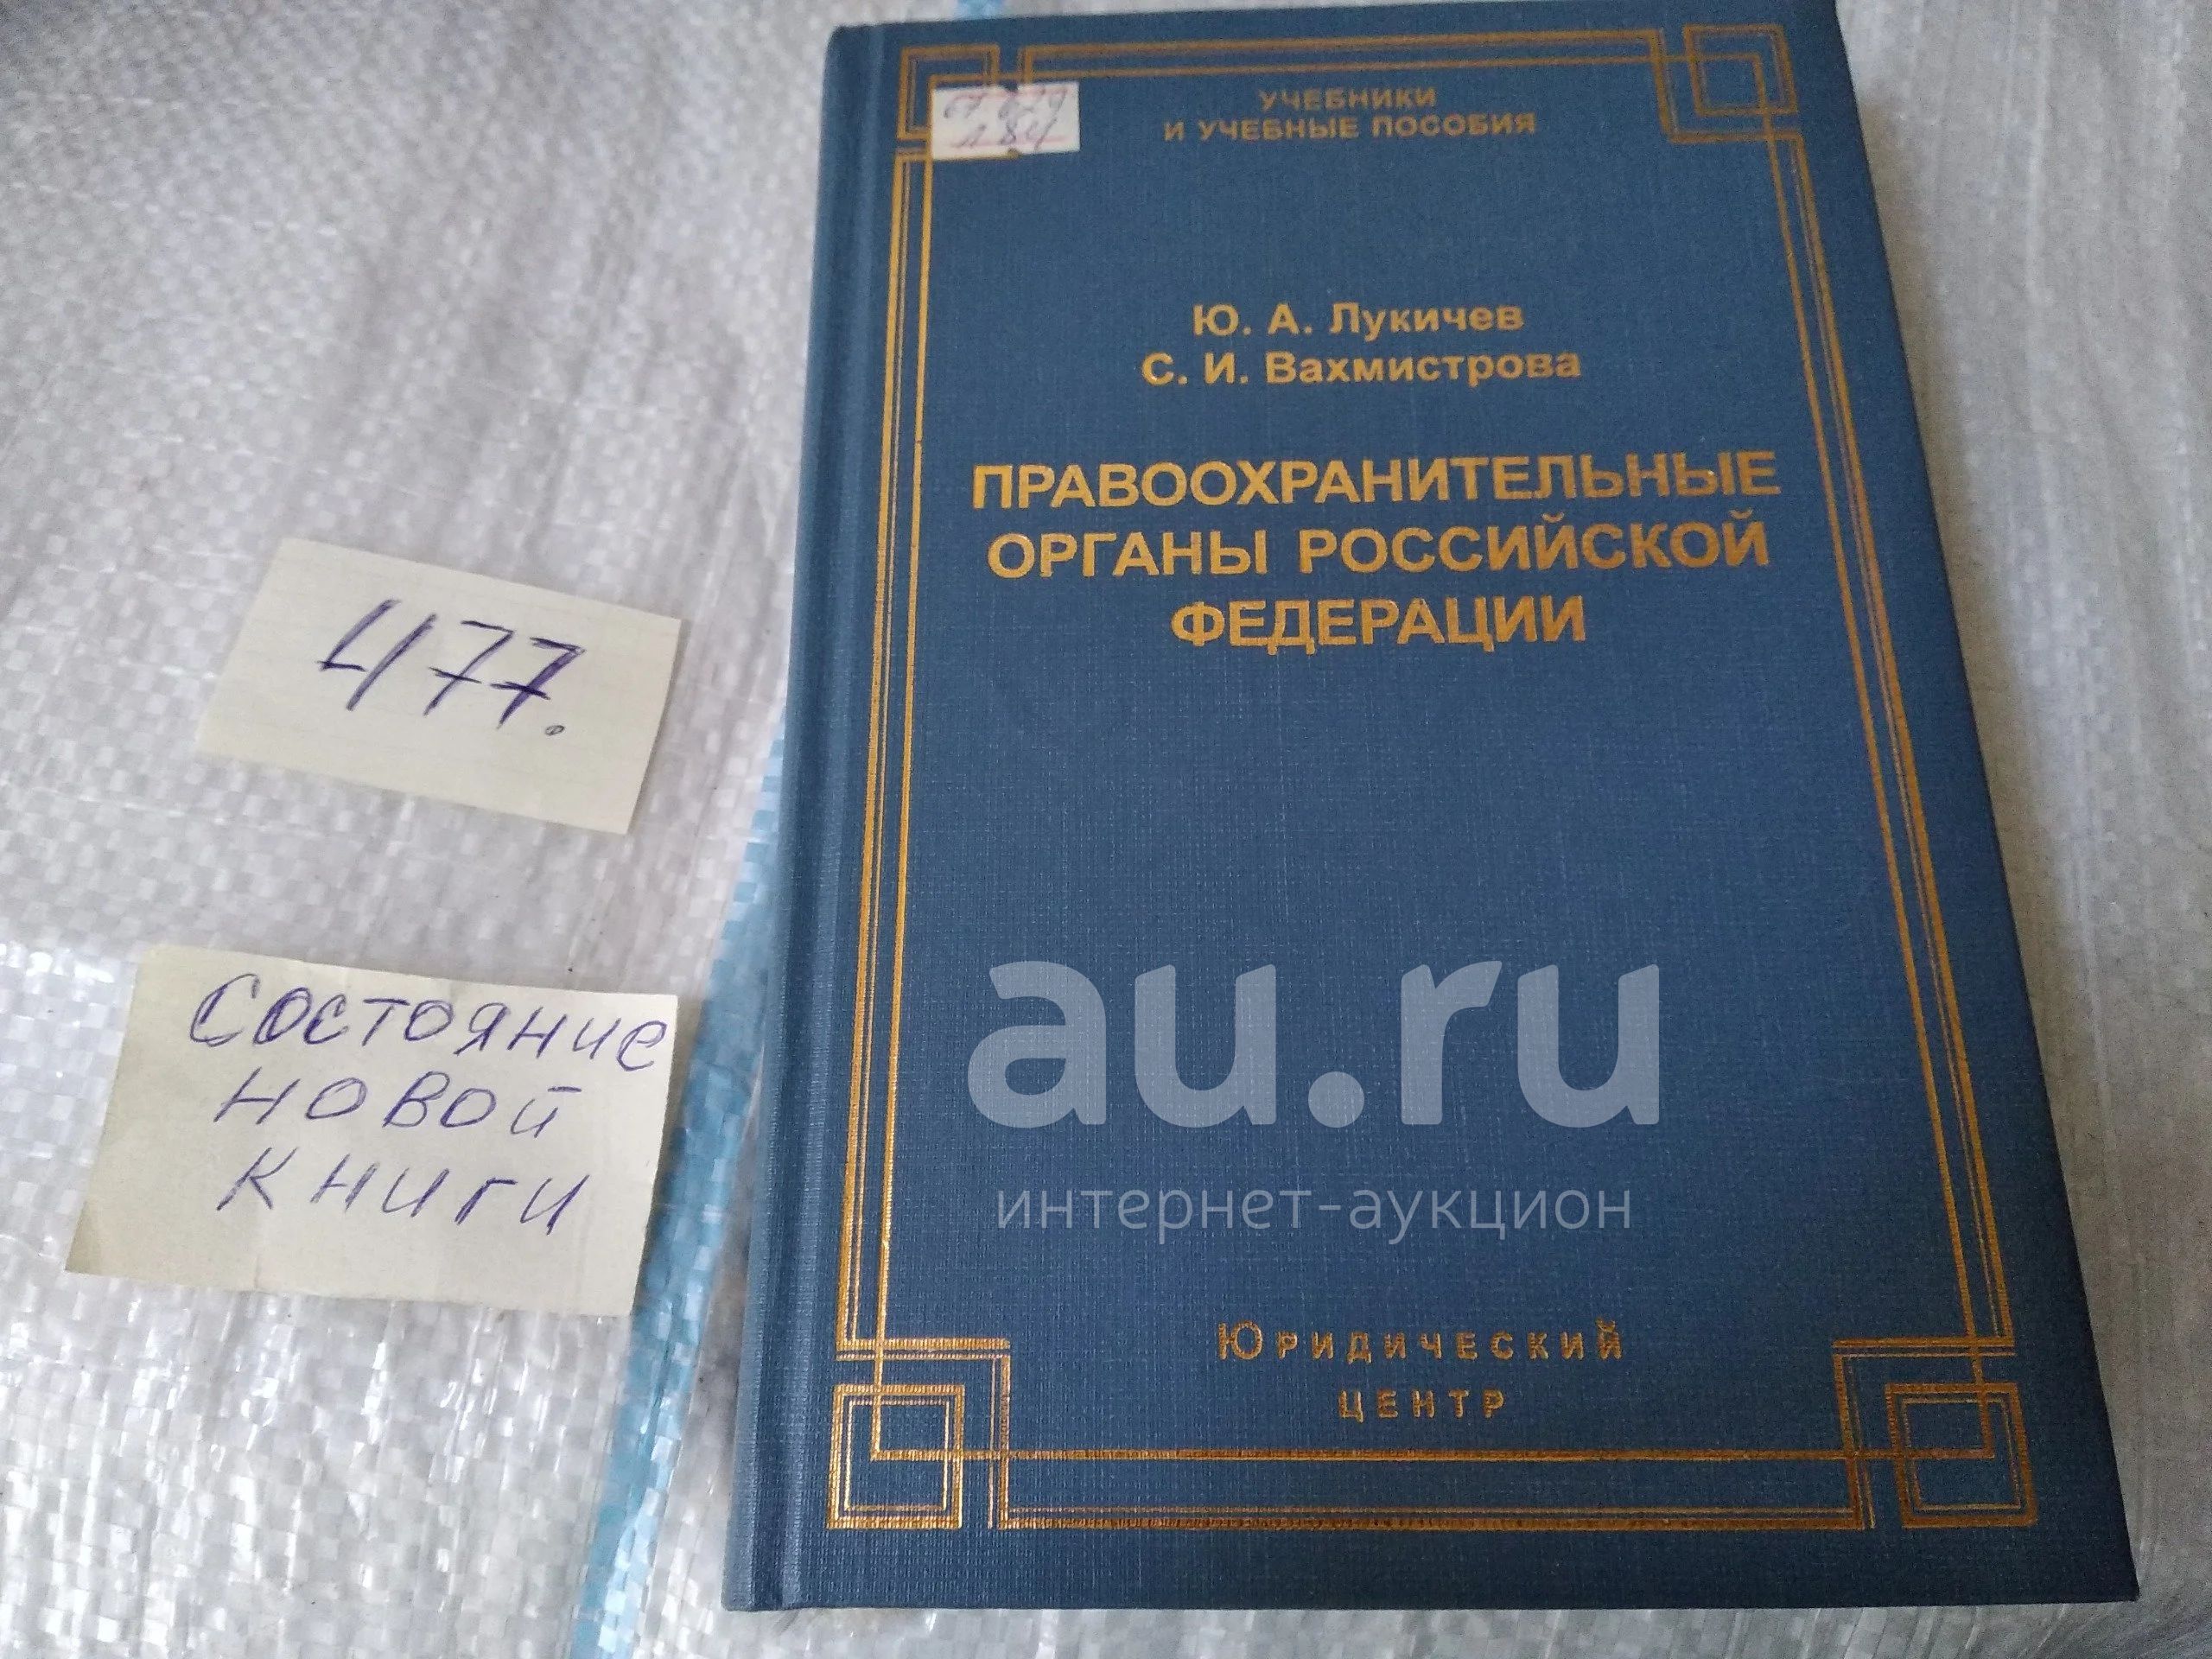 УЧЕБНИКИ
И УЧЕБНЫЕ ПОСОБИЯ
Ю. А. Лукичев
С. И. Вахмистрова
ПРАВООХРАНИТЕЛЬНЫЕ
ОРГАНЫ РОССИЙСКОЙ
ФЕДЕРАЦИИ
477.
Состояние
новой
книги
au.ru
интернет-аукцион
Юридический
центр